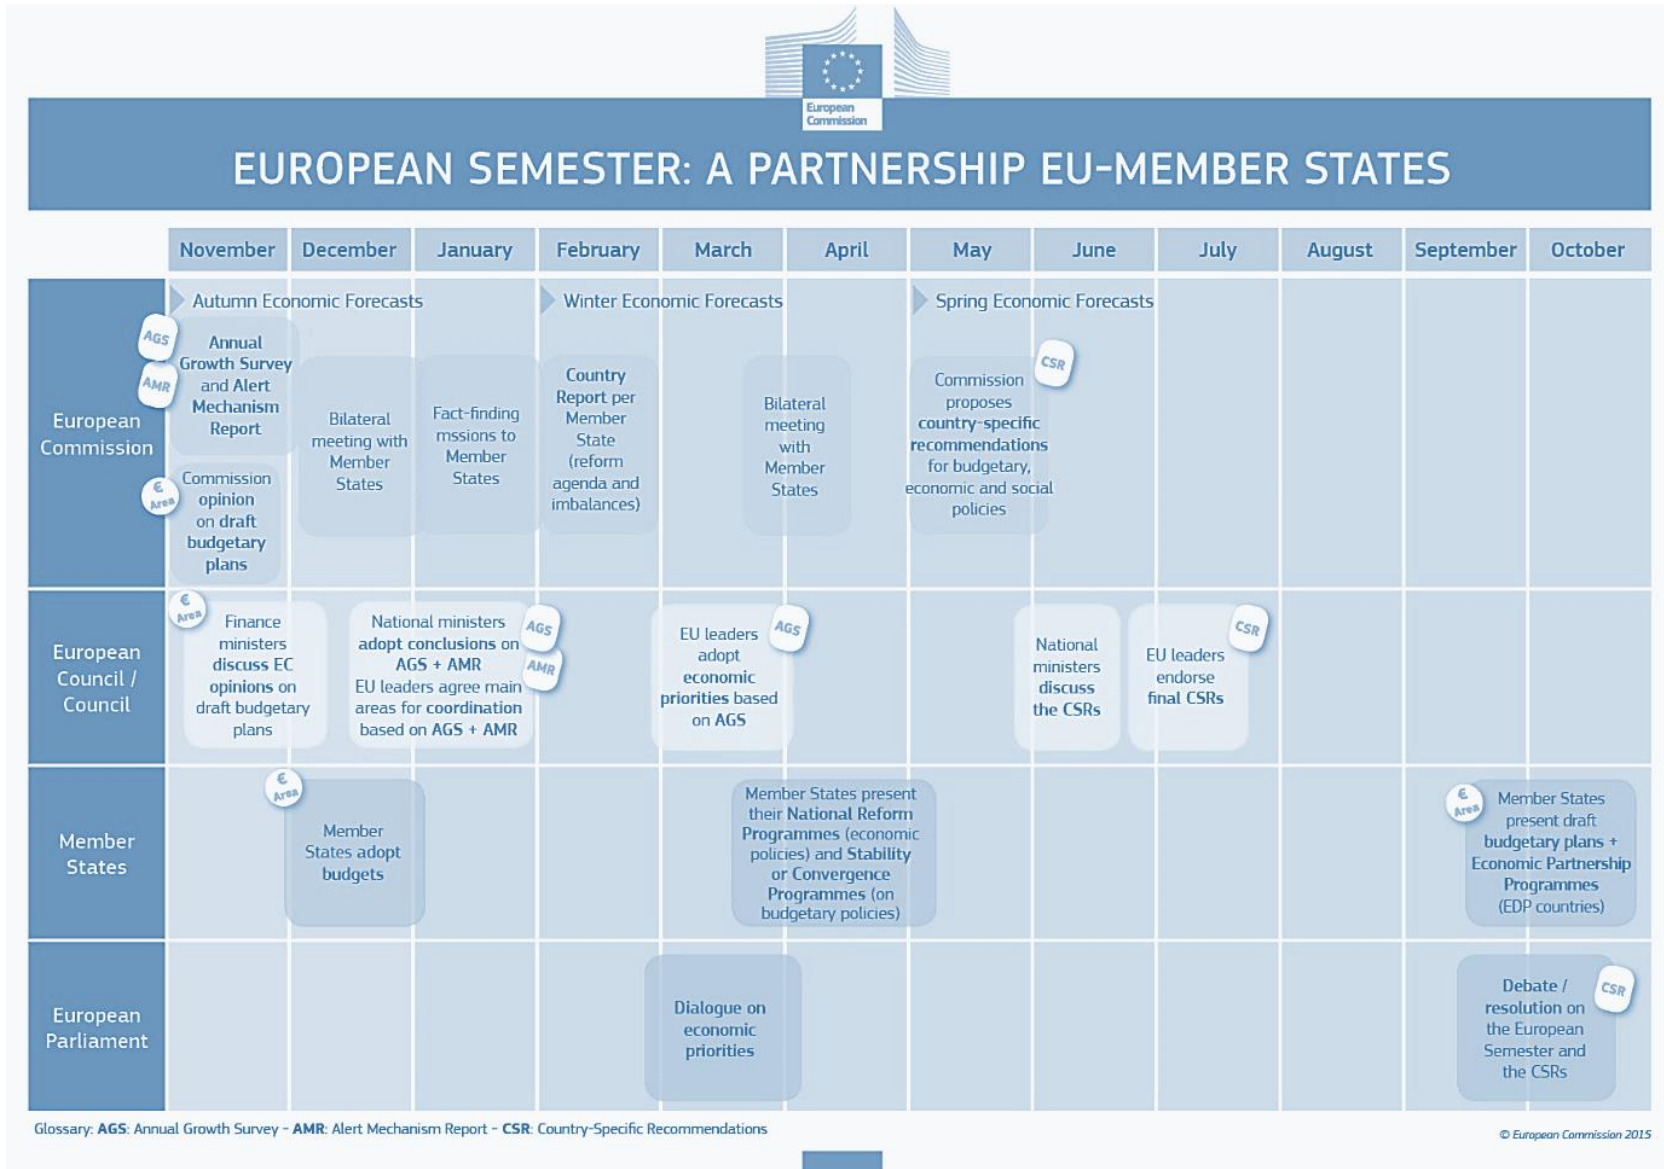 European
Commission
EUROPEAN SEMESTER: A PARTNERSHIP EU-MEMBER STATES
November
December
January
February
March
April
May
June
July
August
September
October
European
Commission
Autumn Economic Forecasts
Winter Economic Forecasts
Spring Economic Forecasts
AGS
AMR
Annual
Growth Survey
and Alert
Mechanism
Report
€
Area
Commission
opinion
on draft
budgetary
plans
Bilateral
meeting with
Member
States
Fact-finding
mssions to
Member
States
Country
Report per
Member
State
(reform
agenda and
imbalances)
Bilateral
meeting
with
Member
States
Commission
proposes
country-specific
recommendations
for budgetary,
economic and social
policies
CSR
European
Council /
Council
€
Area
Finance
ministers
discuss EC
opinions on
draft budgetary
plans
National ministers
adopt conclusions on
AGS + AMR
EU leaders agree main
areas for coordination
based on AGS + AMR
AGS
AMR
EU leaders
adopt
economic
priorities based
on AGS
AGS
National
ministers
discuss
the CSRs
EU leaders
endorse
final CSRs
CSR
Member
States
€
Area
Member
States adopt
budgets
Member States present
their National Reform
Programmes (economic
policies) and Stability
or Convergence
Programmes (on
budgetary policies)
€
Area
Member States
present draft
budgetary plans +
Economic Partnership
Programmes
(EDP countries)
European
Parliament
Dialogue on
economic
priorities
Debate /
resolution on
the European
Semester and
the CSRs
CSR
Glossary: AGS: Annual Growth Survey - AMR: Alert Mechanism Report - CSR: Country-Specific Recommendations
© European Commission 2015